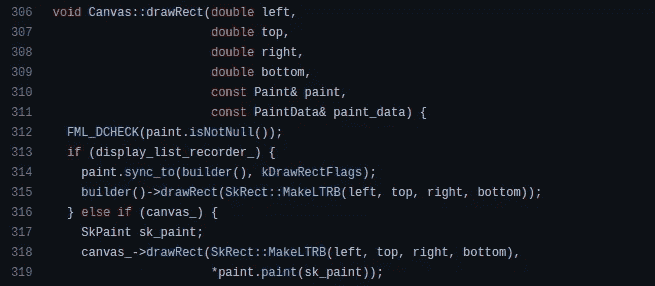 306 void Canvas::drawRect(double left,
307                       double top,
308                       double right,
309                       double bottom,
310                       const Paint& paint,
311                       const PaintData& paint_data) {
312   FML_DCHECK(paint.isNotNull());
313   if (display_list_recorder_) {
314     paint.sync_to(builder(), kDrawRectFlags);
315     builder()->drawRect(SkRect::MakeLTRB(left, top, right, bottom));
316   } else if (canvas_) {
317     SkPaint sk_paint;
318     canvas_->drawRect(SkRect::MakeLTRB(left, top, right, bottom),
319                       *paint.paint(sk_paint));